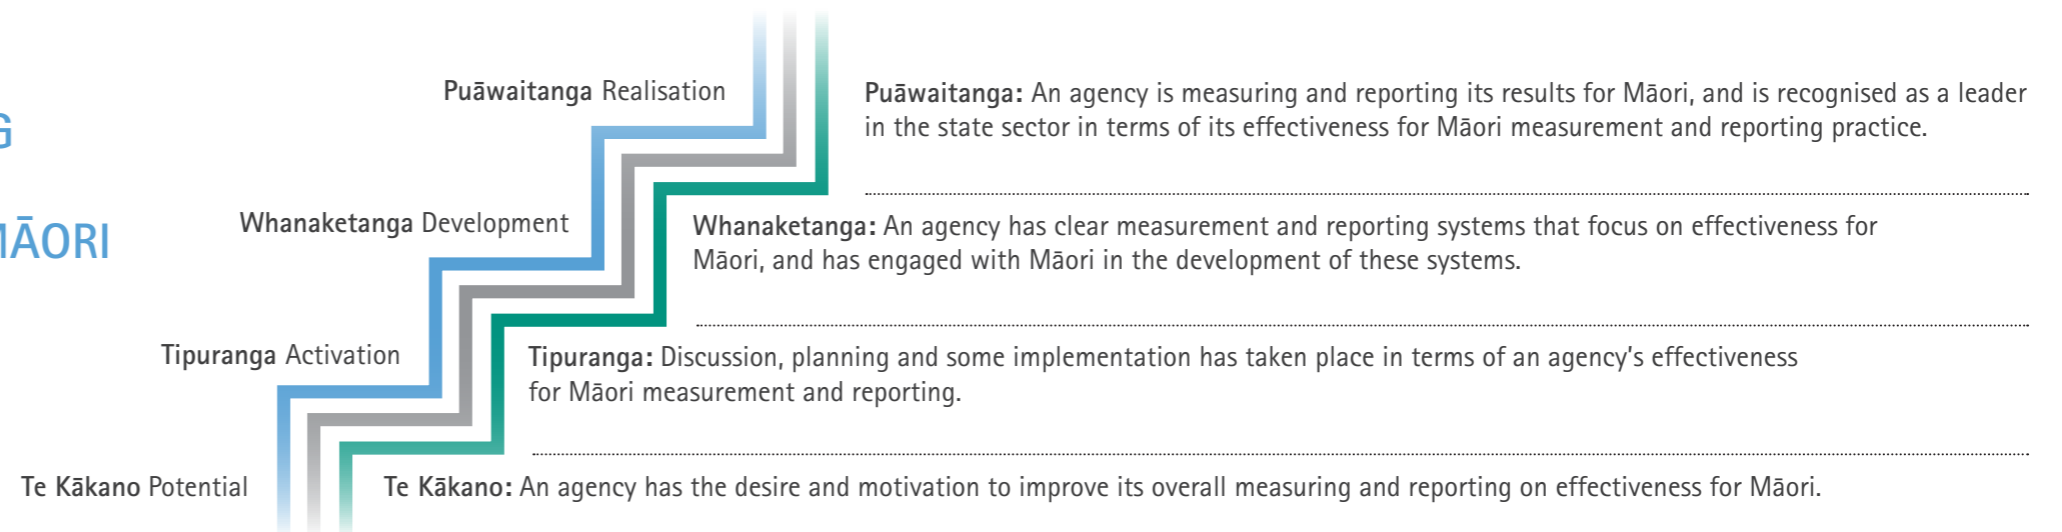 G
MĀORI
Puāwaitanga Realisation
Puāwaitanga: An agency is measuring and reporting its results for Māori, and is recognised as a leader
in the state sector in terms of its effectiveness for Māori measurement and reporting practice.
Whanaketanga Development
Whanaketanga: An agency has clear measurement and reporting systems that focus on effectiveness for
Māori, and has engaged with Māori in the development of these systems.
Tipuranga Activation
Tipuranga: Discussion, planning and some implementation has taken place in terms of an agency’s effectiveness
for Māori measurement and reporting.
Te Kākano Potential
Te Kākano: An agency has the desire and motivation to improve its overall measuring and reporting on effectiveness for Māori.